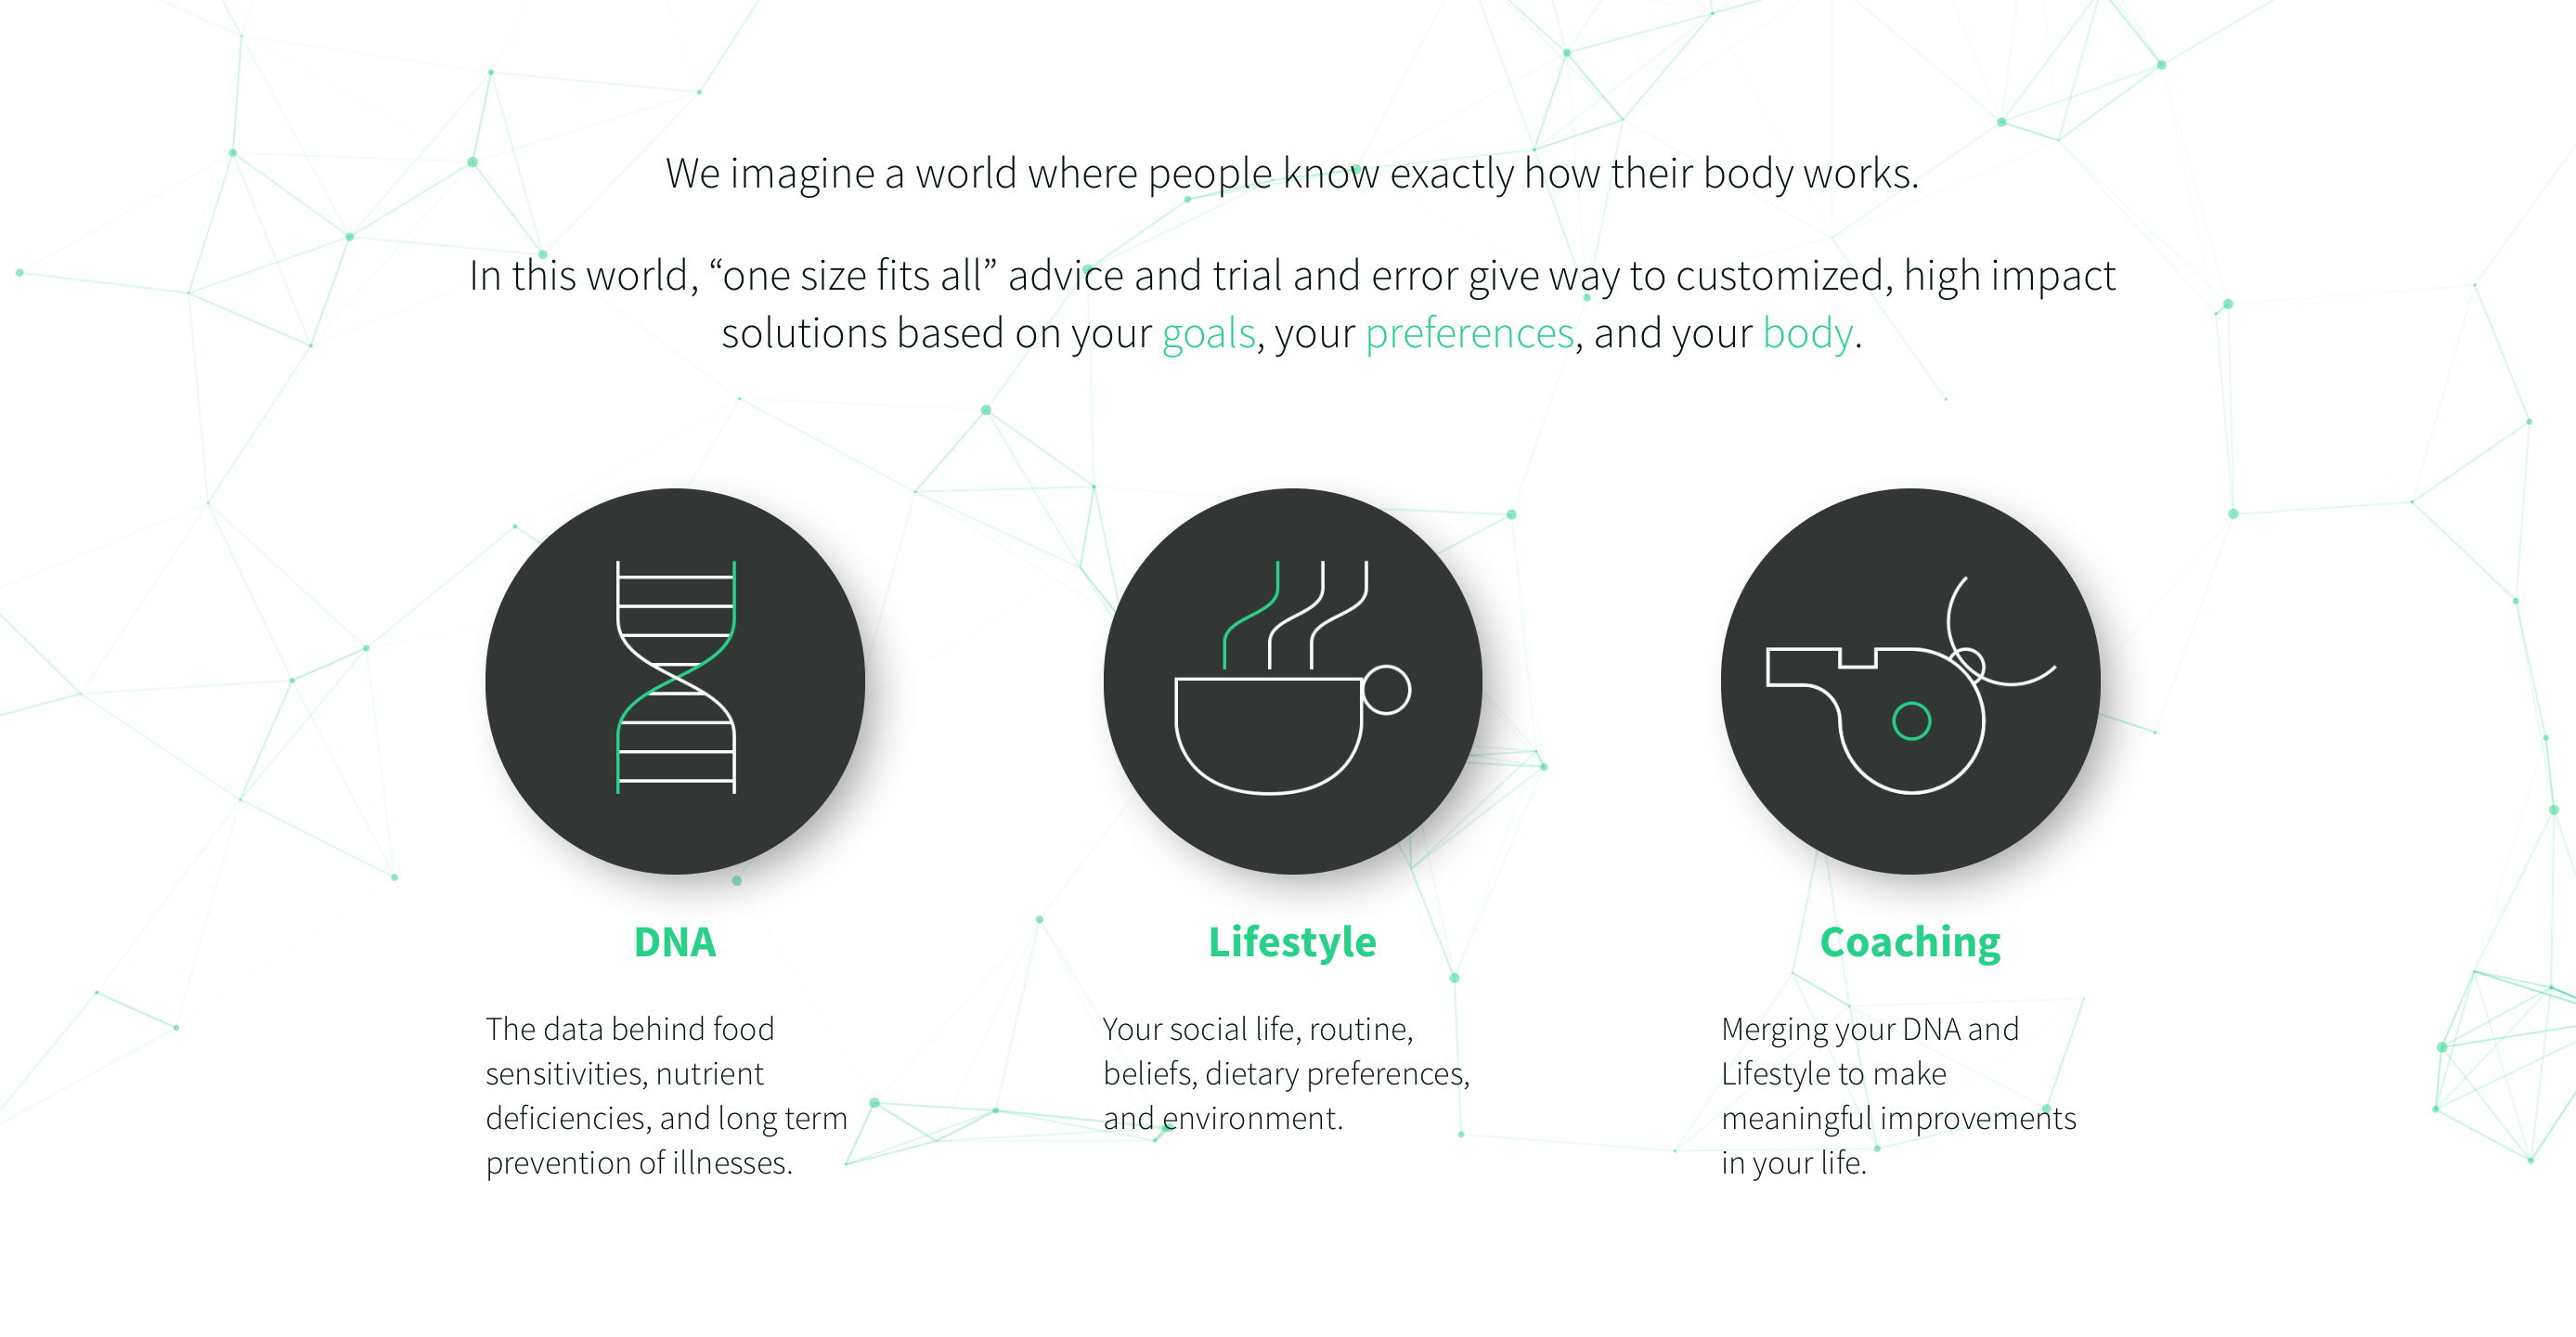 We imagine a world where people know exactly how their body works.
In this world, “one size fits all” advice and trial and error give way to customized, high impact
solutions based on your goals, your preferences, and your body.
DNA
The data behind food
sensitivities, nutrient
deficiencies, and long term
prevention of illnesses.
Lifestyle
Your social life, routine,
beliefs, dietary preferences,
and environment.
Coaching
Merging your DNA and
Lifestyle to make
meaningful improvements
in your life.